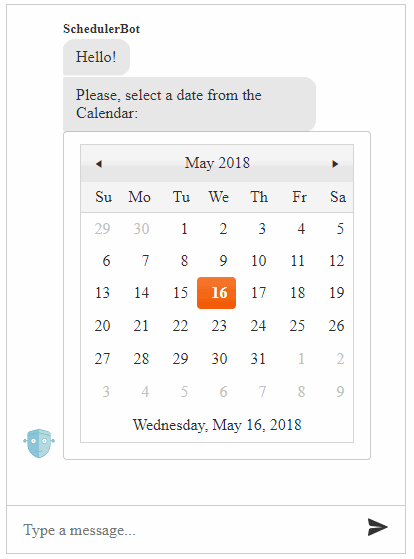 SchedulerBot
Hello!
Please, select a date from the
Calendar:
May 2018
Su Mo Tu We Th Fr Sa
29 30 1 2 3 4 5
6 7 8 9 10 11 12
13 14 15 16 17 18 19
20 21 22 23 24 25 26
27 28 29 30 31 1 2
3 4 5 6 7 8 9
Wednesday, May 16, 2018
Type a message...